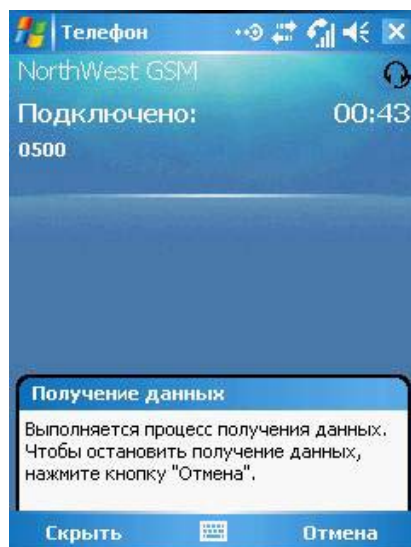 Телефон
NorthWest GSM
Подключено: 00:43
0500
Получение данных
Выполняется процесс получения данных.
Чтобы остановить получение данных,
нажмите кнопку "Отмена".
Скрыть Отмена